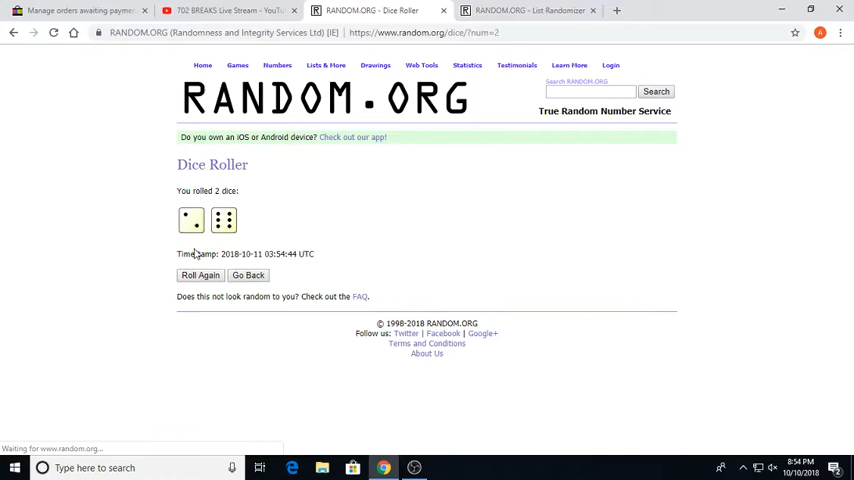 Manage orders awaiting paymen
702 BREAKS Live Stream - YouTu
RANDOM.ORG - Dice Roller
RANDOM.ORG - List Randomizer
RANDOM.ORG (Randomness and Integrity Services Ltd) [IE] | https://www.random.org/dice/?num=2
A
Home Games Numbers Lists & More Drawings Web Tools Statistics Testimonials Learn More Login
RANDOM.ORG
Search RANDOM.ORG
Search
True Random Number Service
Do you own an iOS or Android device? Check out our app!
Dice Roller
You rolled 2 dice:
Timestamp: 2018-10-11 03:54:44 UTC
Roll Again Go Back
Does this not look random to you? Check out the FAQ.
© 1998-2018 RANDOM.ORG
Follow us: Twitter | Facebook | Google+
Terms and Conditions
About Us
Waiting for www.random.org...
Type here to search
8:54 PM
10/10/2018
2